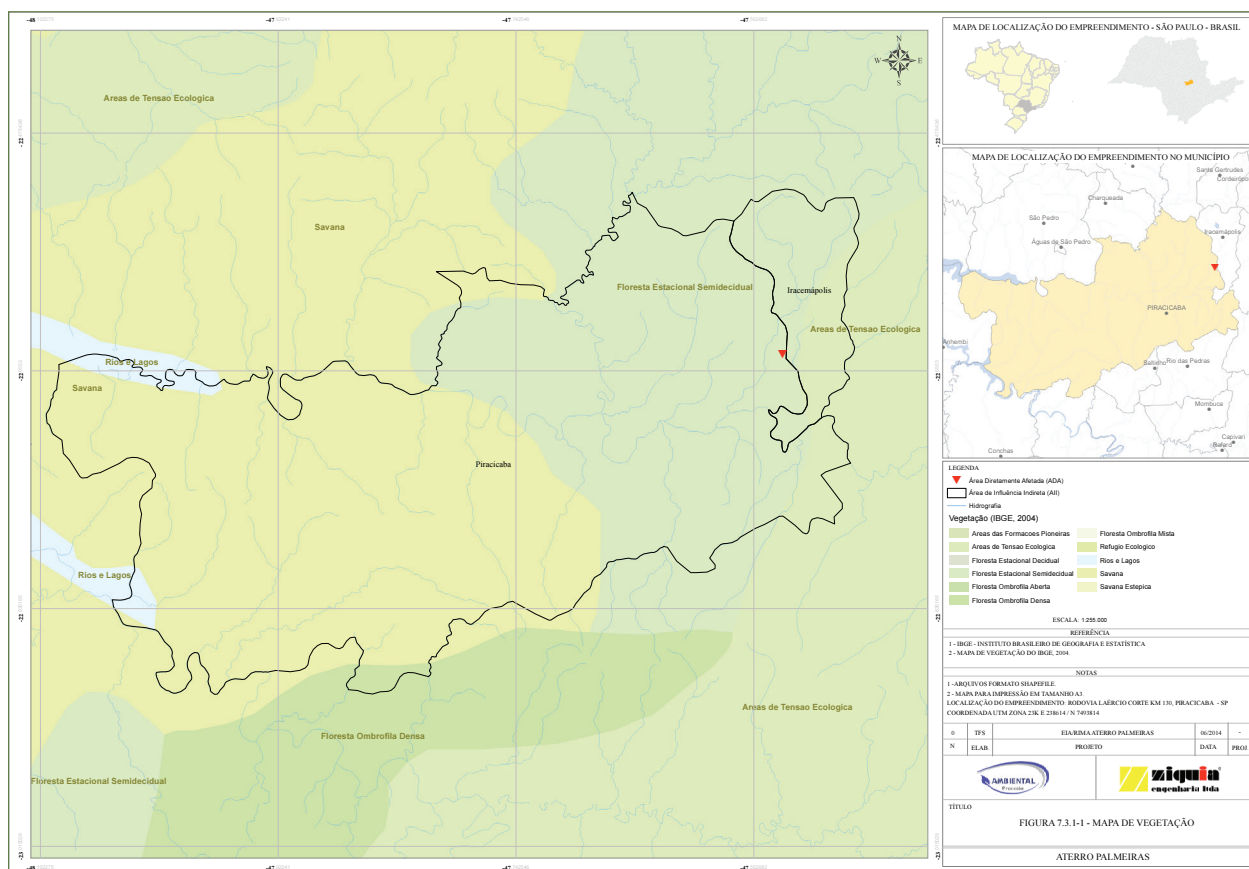 Areas de Tensao Ecologica
Savana
Floresta Estacional Semidecidual
Iracemápolis
Areas de Tensao Ecologica
Rios e Lagos
Savana
Piracicaba
Rios e Lagos
Areas de Tensao Ecologica
Floresta Ombrofila Densa
Floresta Estacional Semidecidual
N
W E
S
MAPA DE LOCALIZAÇÃO DO EMPREENDIMENTO - SÃO PAULO - BRASIL
MAPA DE LOCALIZAÇÃO DO EMPREENDIMENTO NO MUNICÍPIO
Santa Gertrudes
Charqueada
São Pedro
Iracemápolis
Águas de São Pedro
PIRACICABA
Saltinho
Rio das Pedras
Mombuca
Capivari
Conchas
LEGENDA
Área Diretamente Afetada (ADA)
Área de Influência Indireta (AII)
Hidrografia
Vegetação (IBGE, 2004)
Areas das Formacoes Pioneiras
Areas de Tensao Ecologica
Floresta Estacional Decidual
Floresta Estacional Semidecidual
Floresta Ombrofila Aberta
Floresta Ombrofila Densa
Floresta Ombrofila Mista
Refugio Ecologico
Rios e Lagos
Savana
Savana Estepica
ESCALA: 1:255.000
REFERÊNCIA
1 - IBGE - INSTITUTO BRASILEIRO DE GEOGRAFIA E ESTATÍSTICA
2 - MAPA DE VEGETAÇÃO DO IBGE, 2004.
NOTAS
1 - ARQUIVOS FORMATO SHAPEFILE.
2 - MAPA PARA IMPRESSÃO EM TAMANHO A3.
LOCALIZAÇÃO DO EMPREENDIMENTO: RODOVIA LAÉRCIO CORTE KM 130, PIRACICABA - SP
COORDENADA UTM ZONA 23K E 238614 / N 7493814
0 TFS EIA/RIMA ATERRO PALMEIRAS 06/2014 -
N ELAB. PROJETO DATA PROJ.
AMBIENTAL
ziguia
engenharia ltda
TÍTULO
FIGURA 7.3.1-1 - MAPA DE VEGETAÇÃO
ATERRO PALMEIRAS